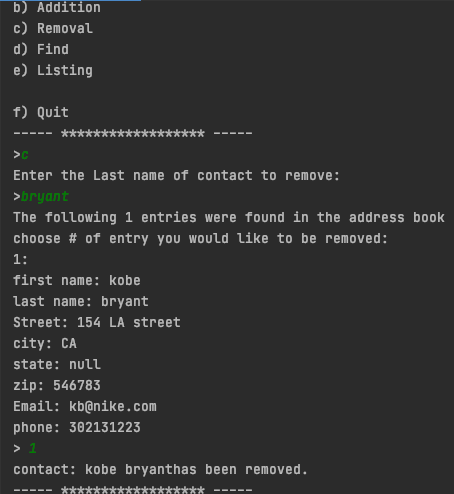 b) Addition
c) Removal
d) Find
e) Listing
f) Quit
----- ****************** -----
>c
Enter the Last name of contact to remove:
>bryant
The following 1 entries were found in the address book
choose # of entry you would like to be removed:
1:
first name: kobe
last name: bryant
Street: 154 LA street
city: CA
state: null
zip: 546783
Email: kb@nike.com
phone: 302131223
> 1
contact: kobe bryanthas been removed.
----- ****************** -----